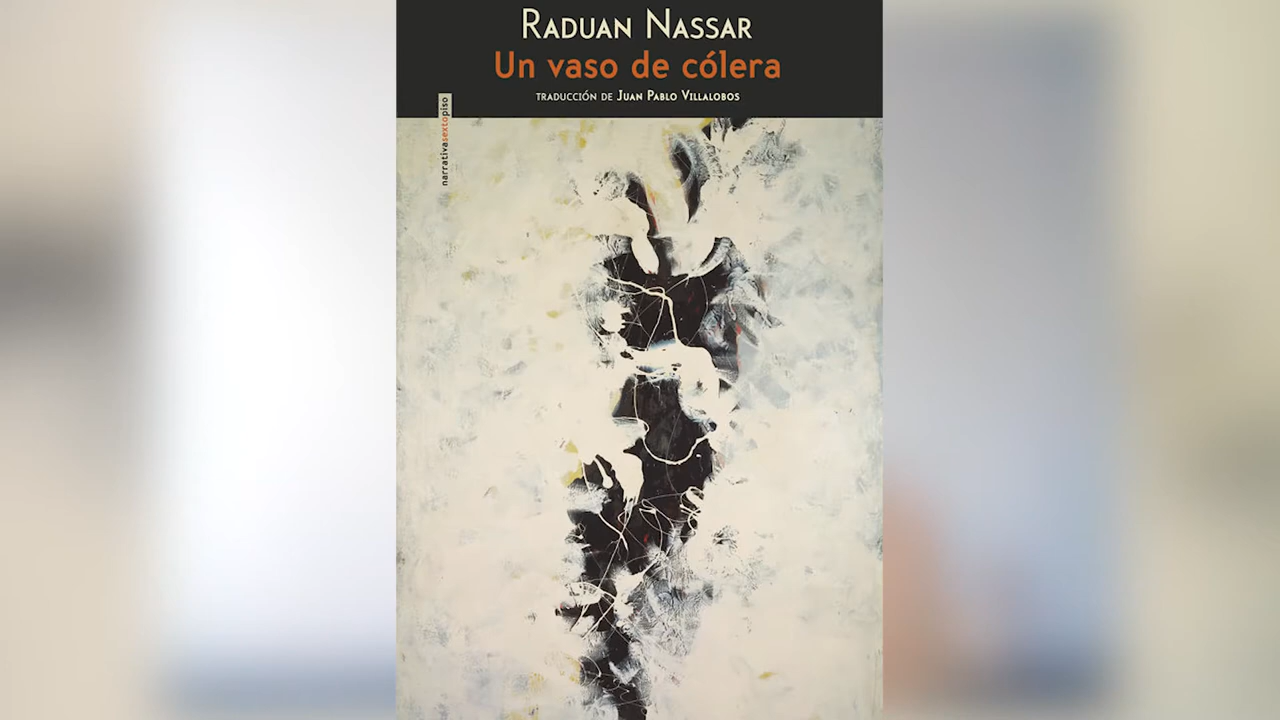 RADUAN NASSAR
Un vaso de cólera
TRADUCCIÓN DE JUAN PABLO VILLALOBOS
narrativasextopiso